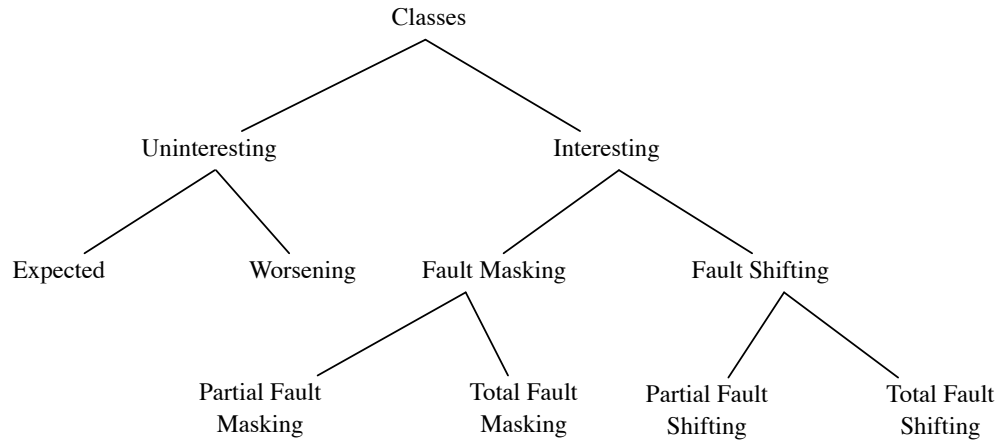 Classes
Uninteresting
Interesting
Expected
Worsening
Fault Masking
Fault Shifting
Partial Fault
Masking
Total Fault
Masking
Partial Fault
Shifting
Total Fault
Shifting